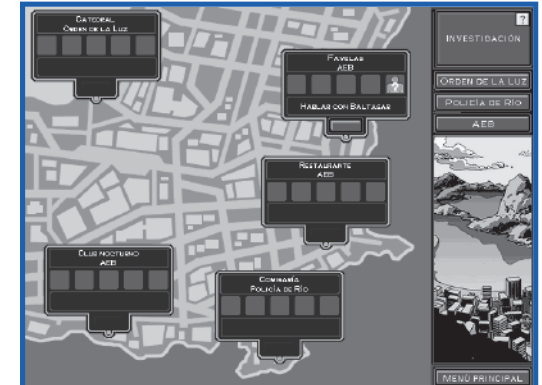 CATEDRAL
ORDEN DE LA LUZ
FAVELAS
AEB
HABLAR CON BALTASAR
RESTAURANTE
AEB
CLUB NOCTURNO
AEB
COMISARÍA
POLICÍA DE RÍO
?
INVESTIGACIÓN
ORDEN DE LA LUZ
POLICÍA DE RÍO
AEB
MENÚ PRINCIPAL